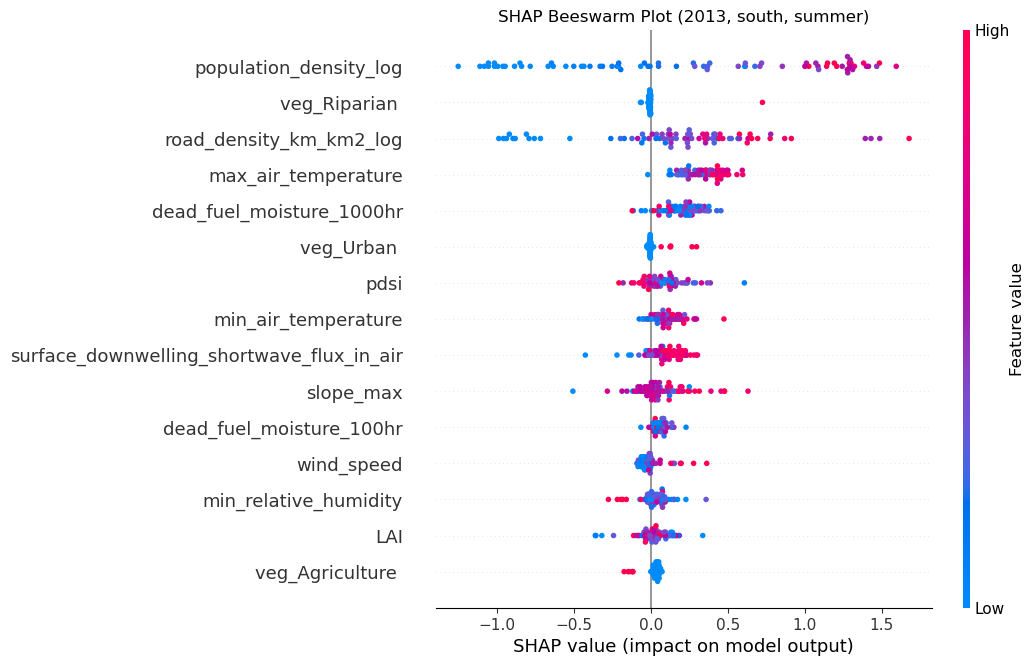 SHAP Beeswarm Plot (2013, south, summer)
population_density_log
veg_Riparian
road_density_km_km2_log
max_air_temperature
dead_fuel_moisture_1000hr
veg_Urban
pdsi
min_air_temperature
surface_downwelling_shortwave_flux_in_air
slope_max
dead_fuel_moisture_100hr
wind_speed
min_relative_humidity
LAI
veg_Agriculture
−1.0 −0.5 0.0 0.5 1.0 1.5
SHAP value (impact on model output)
High
Feature value
Low